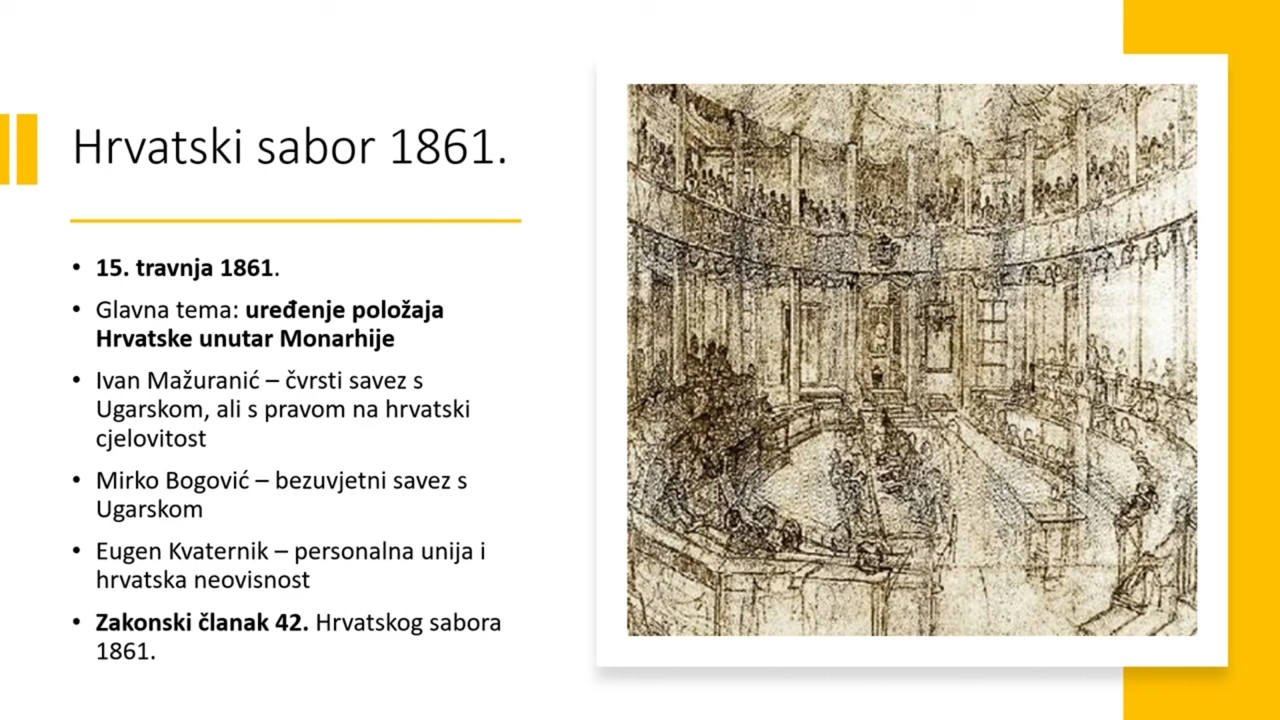 Hrvatski sabor 1861.
• 15. travnja 1861.
• Glavna tema: uređenje položaja
Hrvatske unutar Monarhije
• Ivan Mažuranić – čvrsti savez s
Ugarskom, ali s pravom na hrvatski
cjelovitost
• Mirko Bogović – bezuvjetni savez s
Ugarskom
• Eugen Kvaternik – personalna unija i
hrvatska neovisnost
• Zakonski članak 42. Hrvatskog sabora
1861.